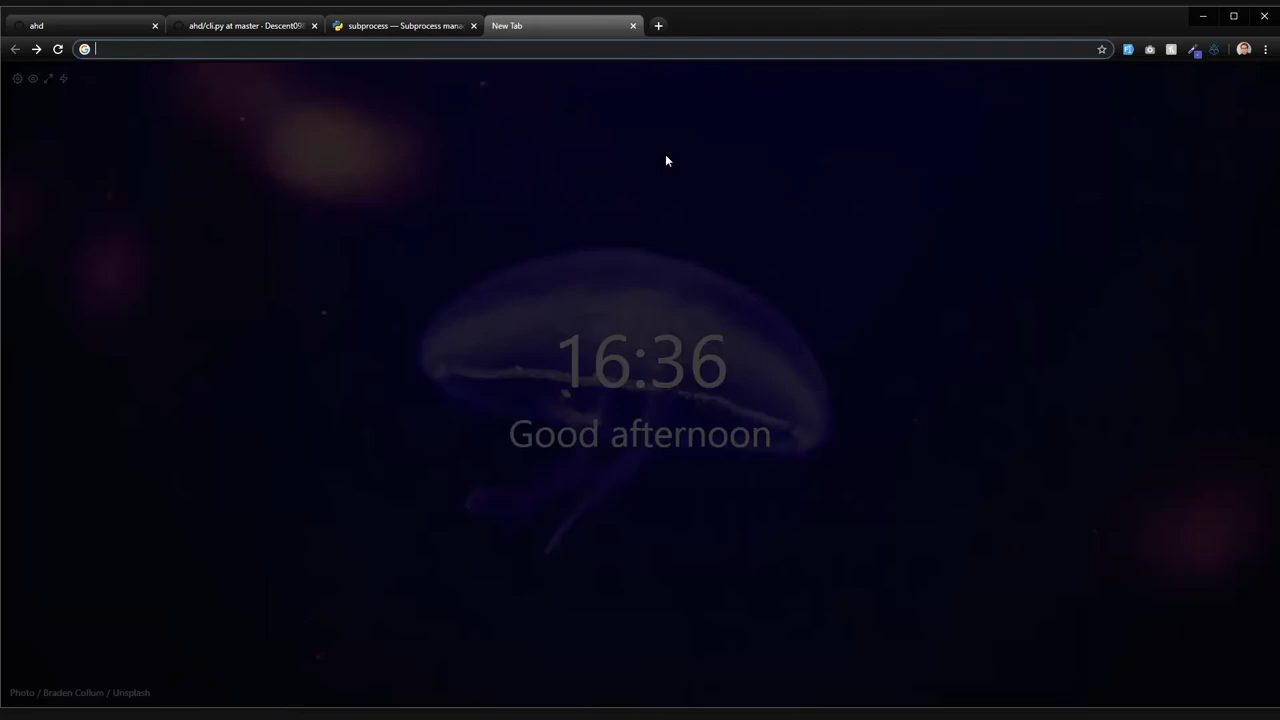 ahd
ahd/cli.py at master · Descent098
subprocess — Subprocess mana
New Tab
16:36
Good afternoon
Photo / Braden Collum / Unsplash